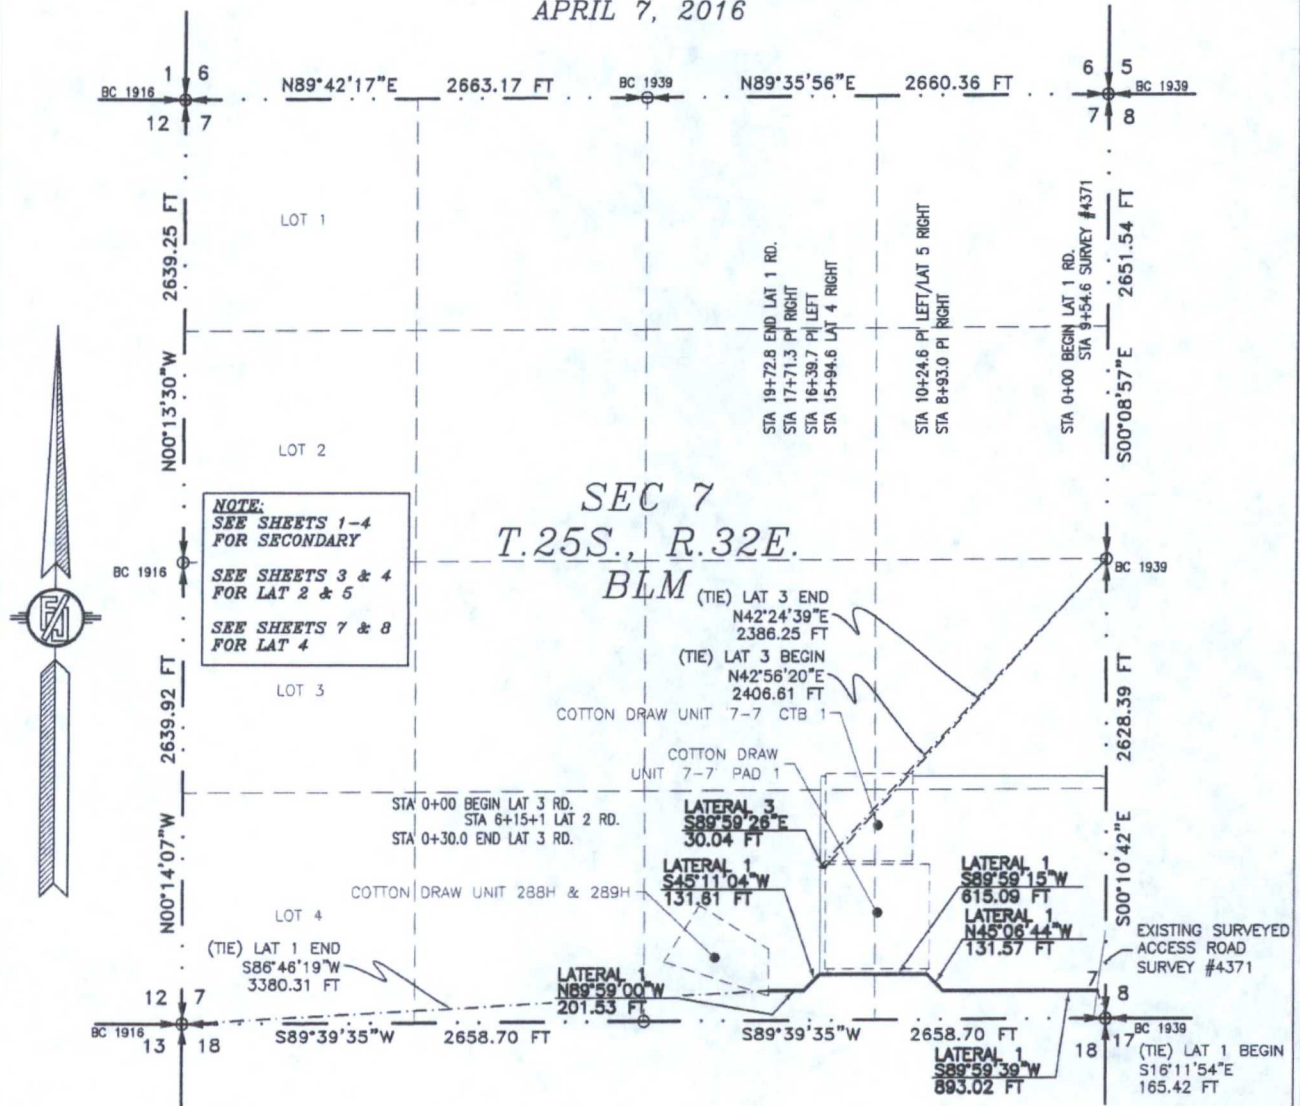 APRIL 7, 2016
1 6
BC 1916
12 7
N89°42'17"E 2663.17 FT
BC 1939
N89°35'56"E 2660.36 FT
6 5
BC 1939
7 8
2639.25 FT
N00°13'30"W
LOT 1
LOT 2
STA 19+72.8 END LAT 1 RD.
STA 17+71.3 PI RIGHT
STA 16+39.7 PI LEFT
STA 15+94.6 LAT 4 RIGHT
STA 10+24.6 PI LEFT/LAT 5 RIGHT
STA 8+93.0 PI RIGHT
STA 0+00 BEGIN LAT 1 RD.
STA 9+54.6 SURVEY #4371
2651.54 FT
S00°08'57"E
NOTE:
SEE SHEETS 1-4
FOR SECONDARY
SEE SHEETS 3 & 4
FOR LAT 2 & 5
SEE SHEETS 7 & 8
FOR LAT 4
SEC 7
T.25S., R.32E.
BLM
BC 1916
BC 1939
(TIE) LAT 3 END
N42°24'39"E
2386.25 FT
(TIE) LAT 3 BEGIN
N42°56'20"E
2406.61 FT
2639.92 FT
N00°14'07"W
LOT 3
2628.39 FT
S00°10'42"E
COTTON DRAW UNIT 7-7 CTB 1
COTTON DRAW
UNIT 7-7 PAD 1
STA 0+00 BEGIN LAT 3 RD.
STA 6+15+1 LAT 2 RD.
STA 0+30.0 END LAT 3 RD.
LATERAL 3
S89°59'26"E
30.04 FT
LATERAL 1
S45°11'04"W
131.61 FT
LATERAL 1
S89°59'15"W
615.09 FT
LATERAL 1
N45°06'44"W
131.57 FT
COTTON DRAW UNIT 288H & 289H
LOT 4
(TIE) LAT 1 END
S86°46'19"W
3380.31 FT
LATERAL 1
N89°59'00"W
201.53 FT
EXISTING SURVEYED
ACCESS ROAD
SURVEY #4371
12 7
BC 1916
13 18
S89°39'35"W 2658.70 FT
S89°39'35"W 2658.70 FT
7 8
BC 1939
18 17
LATERAL 1
S89°59'39"W
893.02 FT
(TIE) LAT 1 BEGIN
S16°11'54"E
165.42 FT